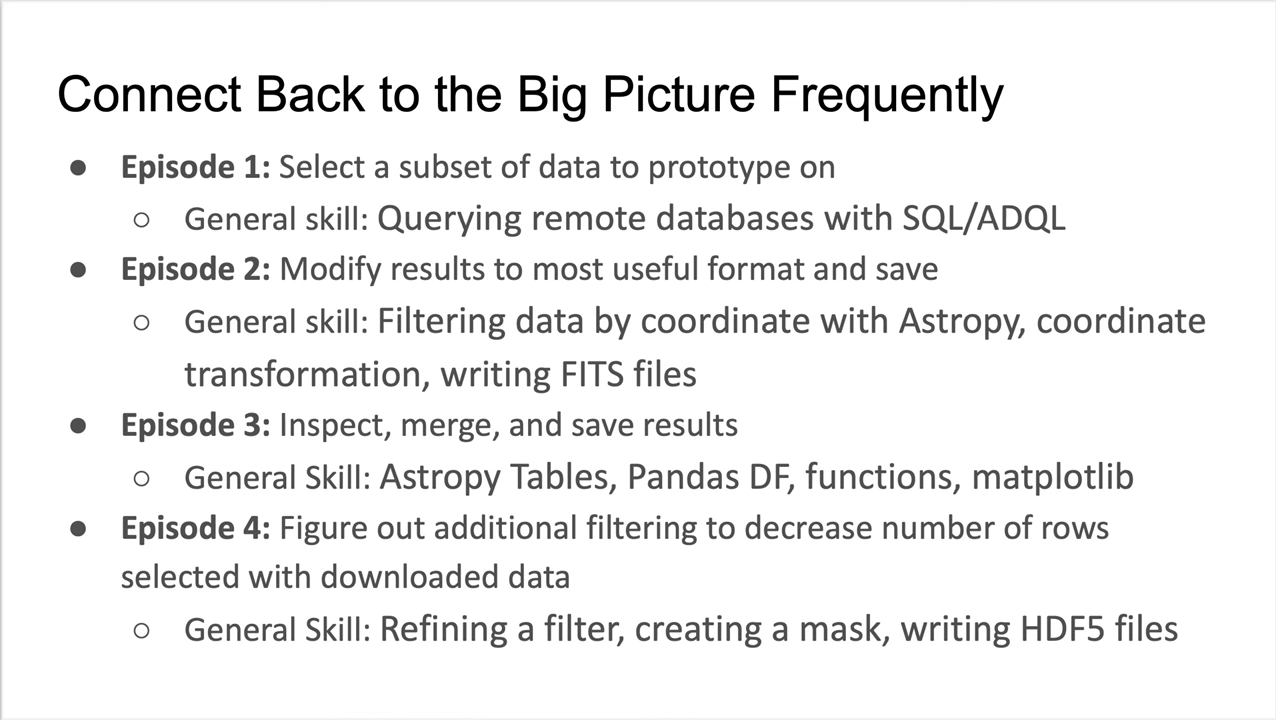 Connect Back to the Big Picture Frequently
● Episode 1: Select a subset of data to prototype on
○ General skill: Querying remote databases with SQL/ADQL
● Episode 2: Modify results to most useful format and save
○ General skill: Filtering data by coordinate with Astropy, coordinate
transformation, writing FITS files
● Episode 3: Inspect, merge, and save results
○ General Skill: Astropy Tables, Pandas DF, functions, matplotlib
● Episode 4: Figure out additional filtering to decrease number of rows
selected with downloaded data
○ General Skill: Refining a filter, creating a mask, writing HDF5 files